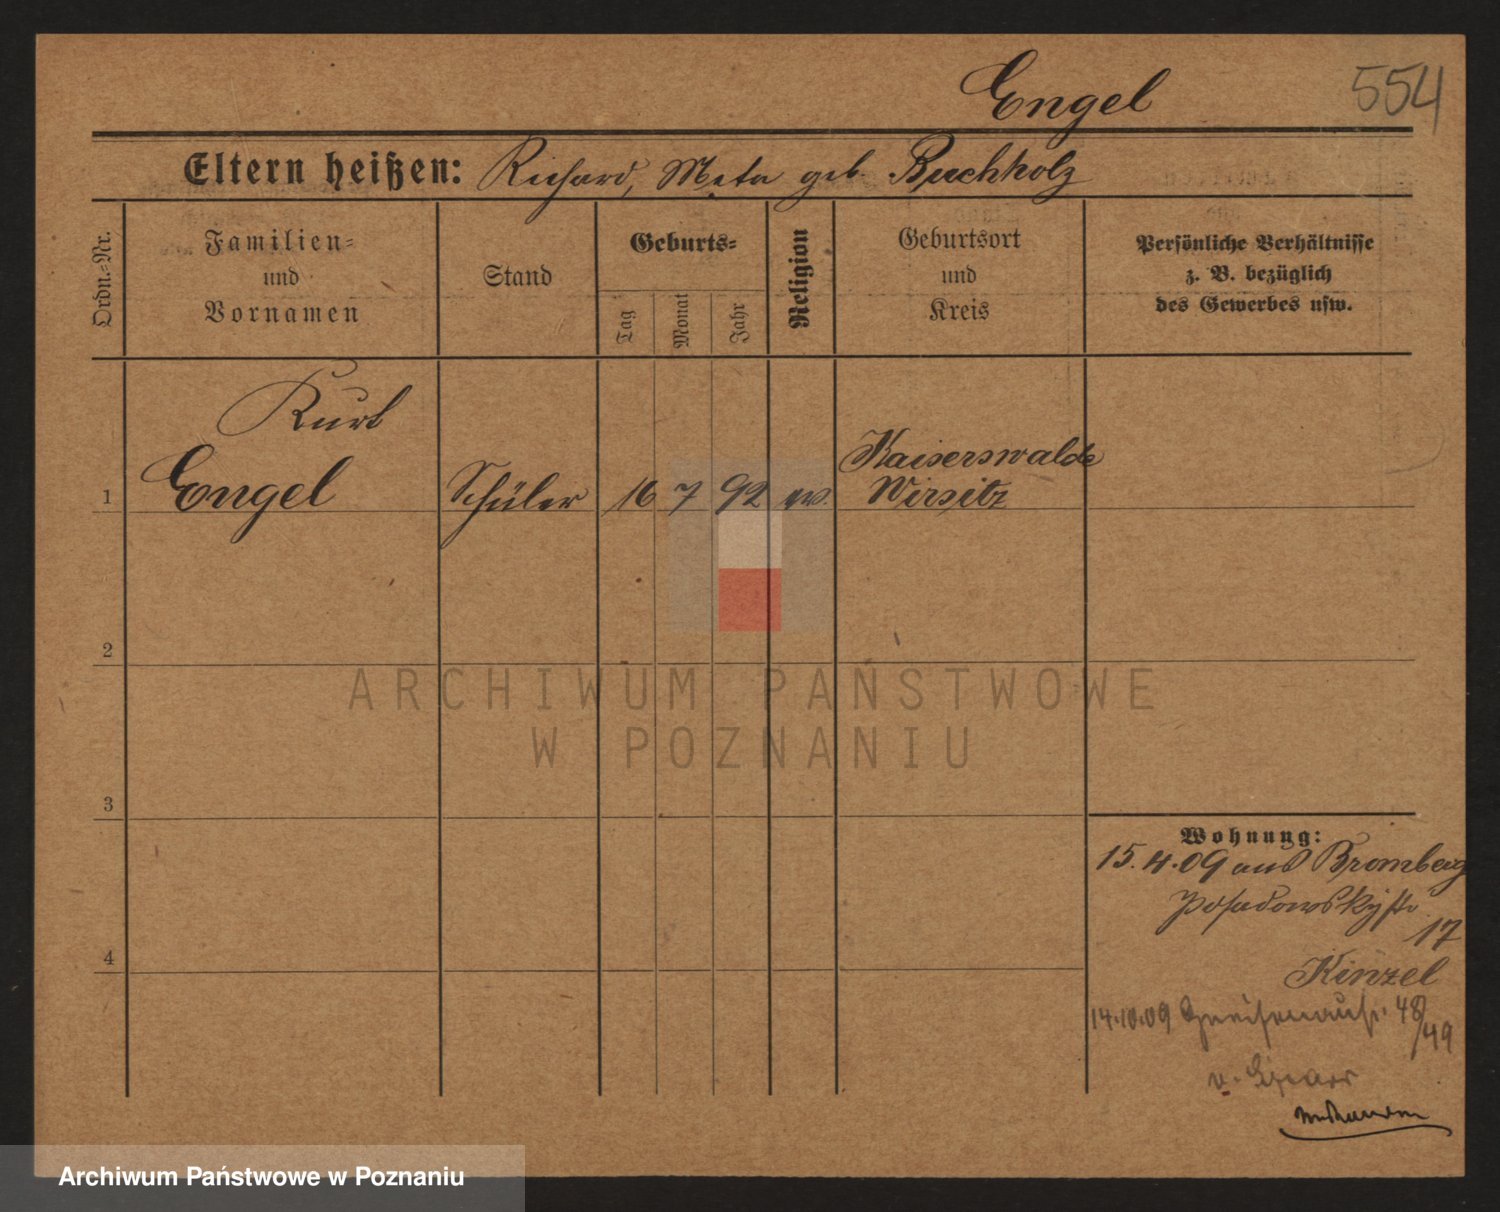 Engel 554
Eltern heißen: Richard, Meta geb. Buchholz
Ordn.-Nr.
Familien-
und
Vornamen
Stand
Geburts-
Tag
Monat
Jahr
Religion
Geburtsort
und
Kreis
Persönliche Verhältnisse
z. B. bezüglich
des Gewerbes usw.
Kurt
Kaiserswalde
1 Engel Schüler 16 7 92 ev. Wirsitz
2
ARCHIWUM PAŃSTWOWE
W POZNANIU
3
Wohnung:
15.4.09 aus Bromberg
Posadowskystr
17
4
Kinzel
14.10.09 Gneisenaustr. 48
/49
Archiwum Państwowe w Poznaniu